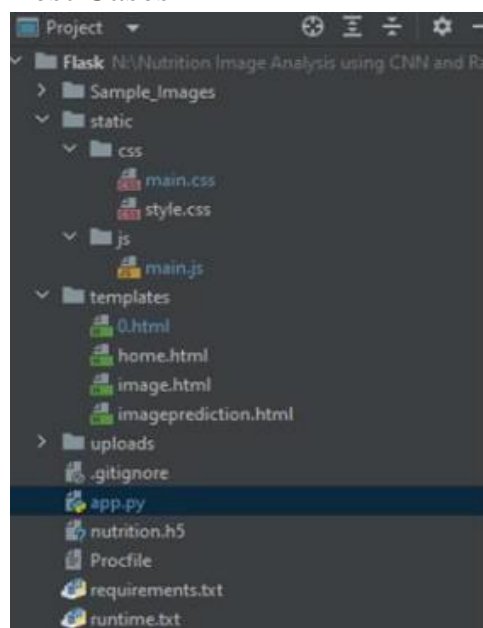 Project
Flask N:\Nutrition Image Analysis using CNN and
Sample_Images
static
css
main.css
style.css
js
main.js
templates
0.html
home.html
image.html
imageprediction.html
uploads
.gitignore
app.py
nutrition.h5
Procfile
requirements.txt
runtime.txt